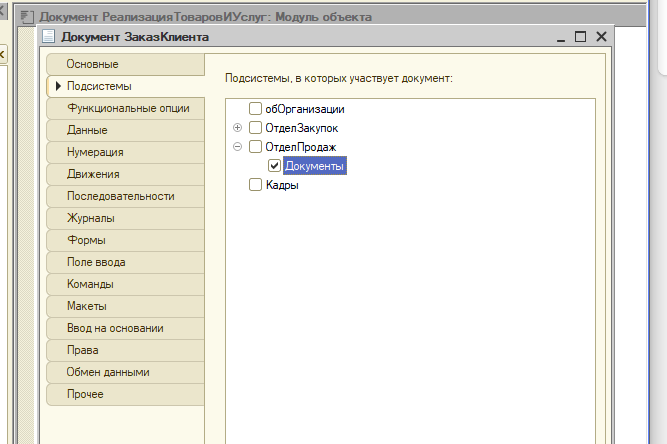 Документ РеализацияТоваровИУслуг: Модуль объекта
Документ ЗаказКлиента
Основные
Подсистемы
Функциональные опции
Данные
Нумерация
Движения
Последовательности
Журналы
Формы
Поле ввода
Команды
Макеты
Ввод на основании
Права
Обмен данными
Прочее
Подсистемы, в которых участвует документ:
обОрганизации
ОтделЗакупок
ОтделПродаж
Документы
Кадры